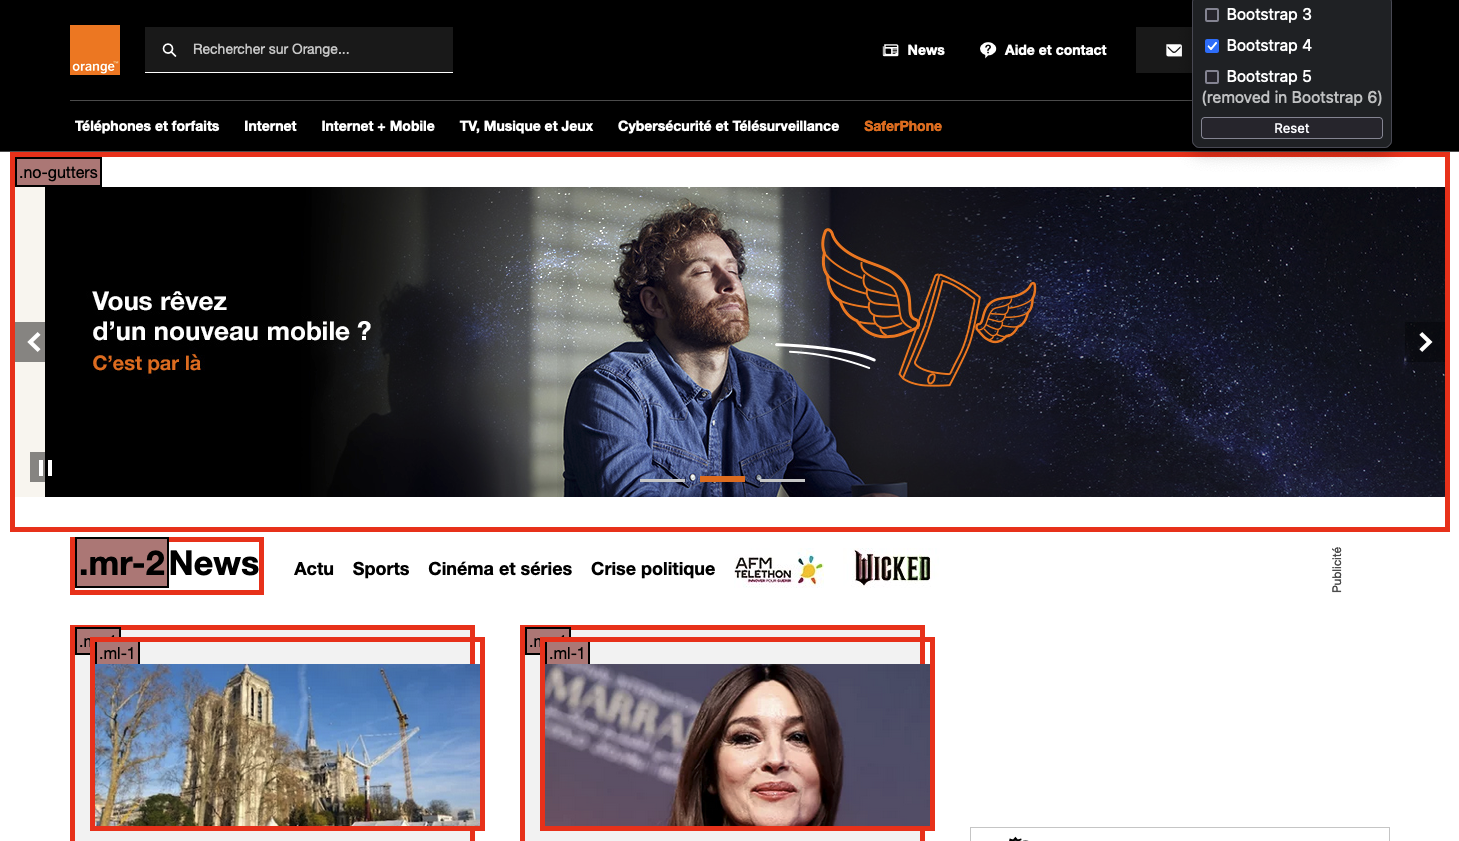 Bootstrap 3
Bootstrap 4
Bootstrap 5
(removed in Bootstrap 6)
Reset
orange™
Rechercher sur Orange...
News
Aide et contact
Téléphones et forfaits
Internet
Internet + Mobile
TV, Musique et Jeux
Cybersécurité et Télésurveillance
SaferPhone
.no-gutters
Vous rêvez
d'un nouveau mobile ?
C'est par là
.mr-2 News
Actu
Sports
Cinéma et séries
Crise politique
AFM
TELETHON
WICKED
Publicité
.ml-1
.ml-1
MARRA